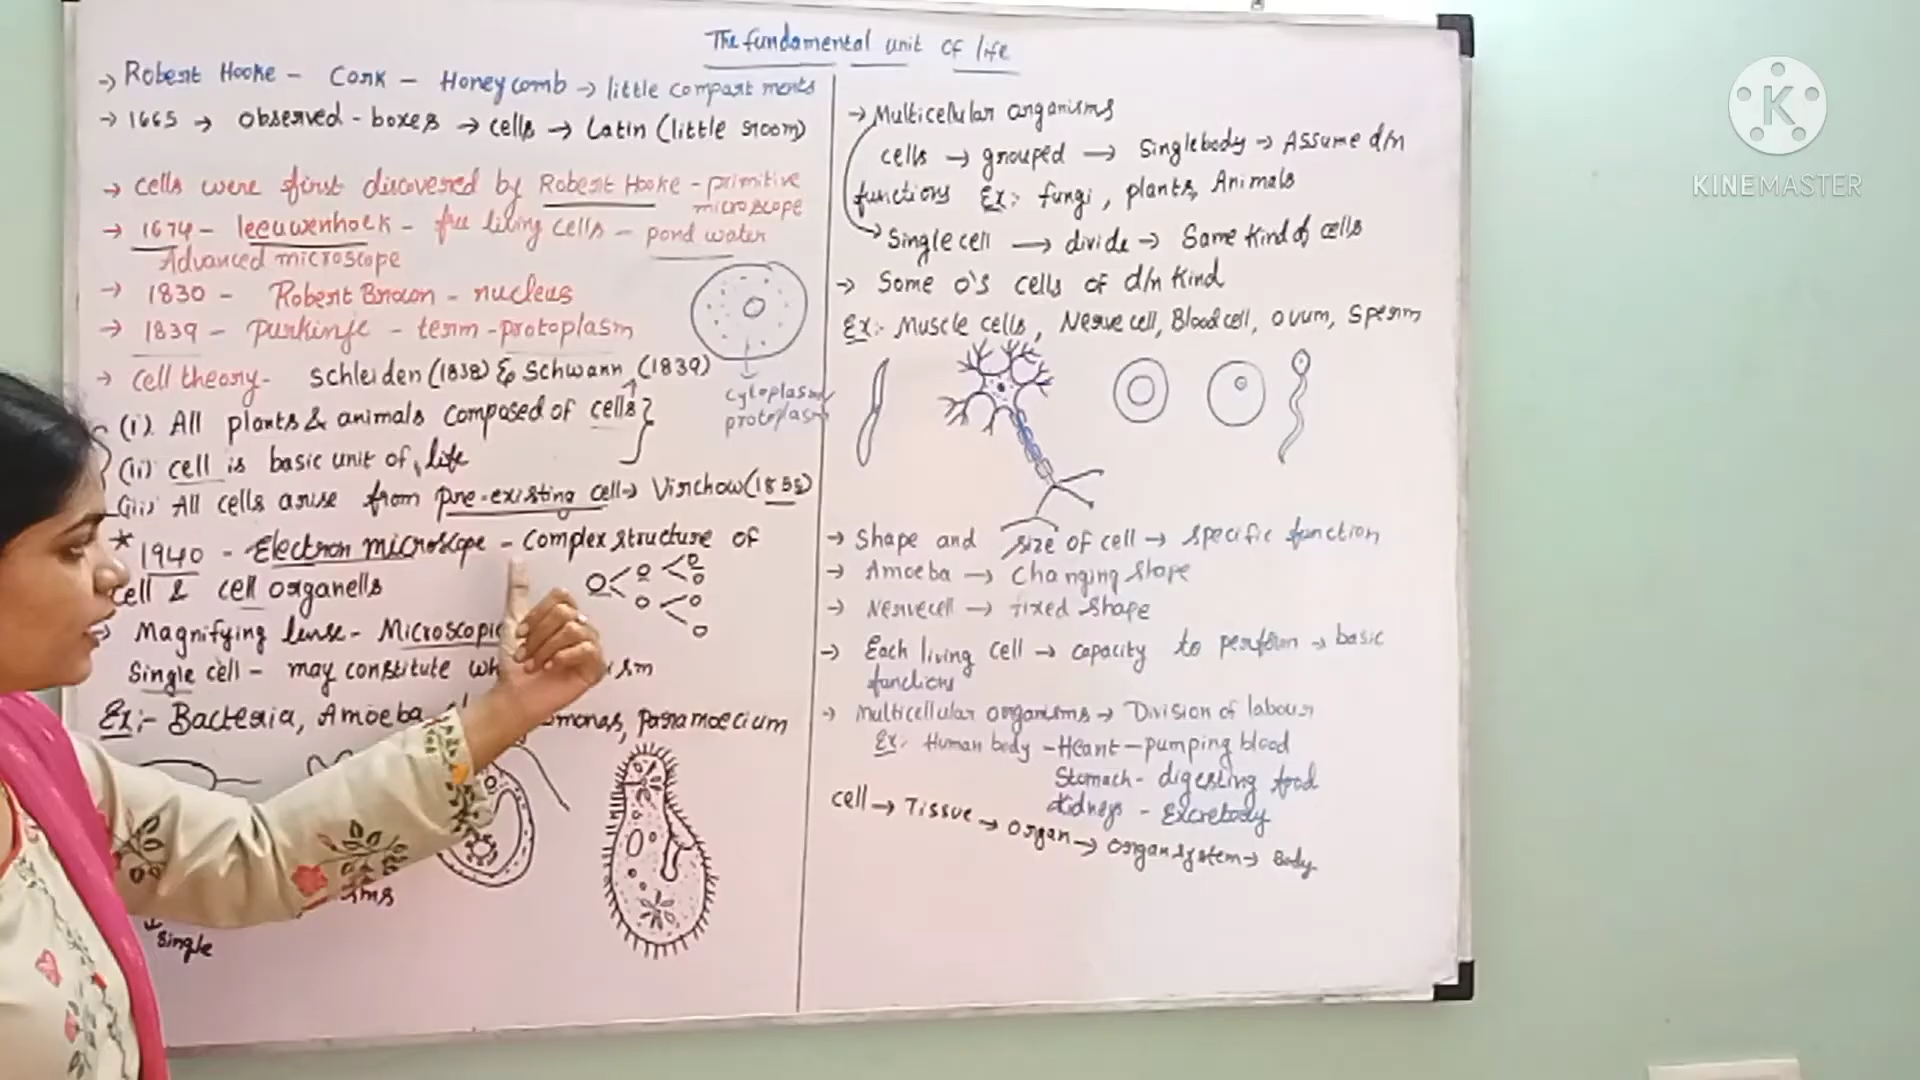 The fundamental unit of life
→ Robert Hooke - Cork - Honey comb → little compart ments
→ 1665 → observed - boxes → cells → Latin (little room)
→ cells were first discovered by Robert Hooke - primitive
microscope
→ 1674 - leeuwenhock - free living cells - pond water
Advanced microscope
→ 1830 - Robert Brown - nucleus
→ 1839 - purkinje - term - protoplasm
→ cell theory - schleiden (1838) & Schwann (1839)
cytoplasm
protoplasm
(i) All plants & animals composed of cells
(ii) cell is basic unit of life
(iii) All cells arise from pre-existing cell → Virchow (1855)
* 1940 - Electron microscope - complex structure of
cell & cell organells
→ Magnifying lense - Microscopic
Single cell - may constitute
Ex:- Bacteria, Amoeba, paramoecium
single
→ Multicellular organisms
cells → grouped → Single body → Assume d/n
functions Ex:- fungi, plants, Animals
→ Single cell → divide → Same kind of cells
→ Some o's cells of d/n kind
Ex:- Muscle cells, Nerve cell, Blood cell, ovum, sperm
→ Shape and size of cell → specific function
→ Amoeba → Changing shape
→ Nerve cell → fixed shape
→ Each living cell → capacity to perform → basic
functions
→ Multicellular organisms → Division of labour
Ex:- Human body - Heart - pumping blood
Stomach - digesting food
kidneys - Excrebody
cell → Tissue → organ → organ system → Body
K
KINEMASTER